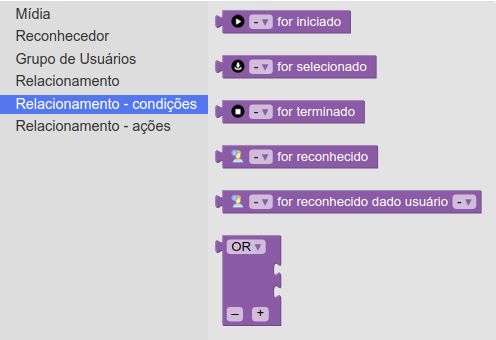 Mídia
Reconhecedor
Grupo de Usuários
Relacionamento
Relacionamento - condições
Relacionamento - ações
- ▾ for iniciado
- ▾ for selecionado
- ▾ for terminado
- ▾ for reconhecido
- ▾ for reconhecido dado usuário - ▾
OR ▾
– +